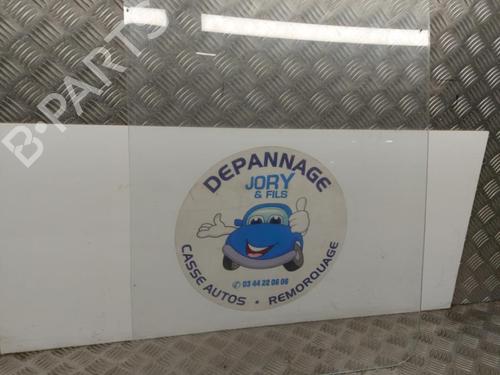 B-PARTS
DEPANNAGE
JORY
& FILS
CASSE AUTOS • REMORQUAGE
03 44 22 06 06